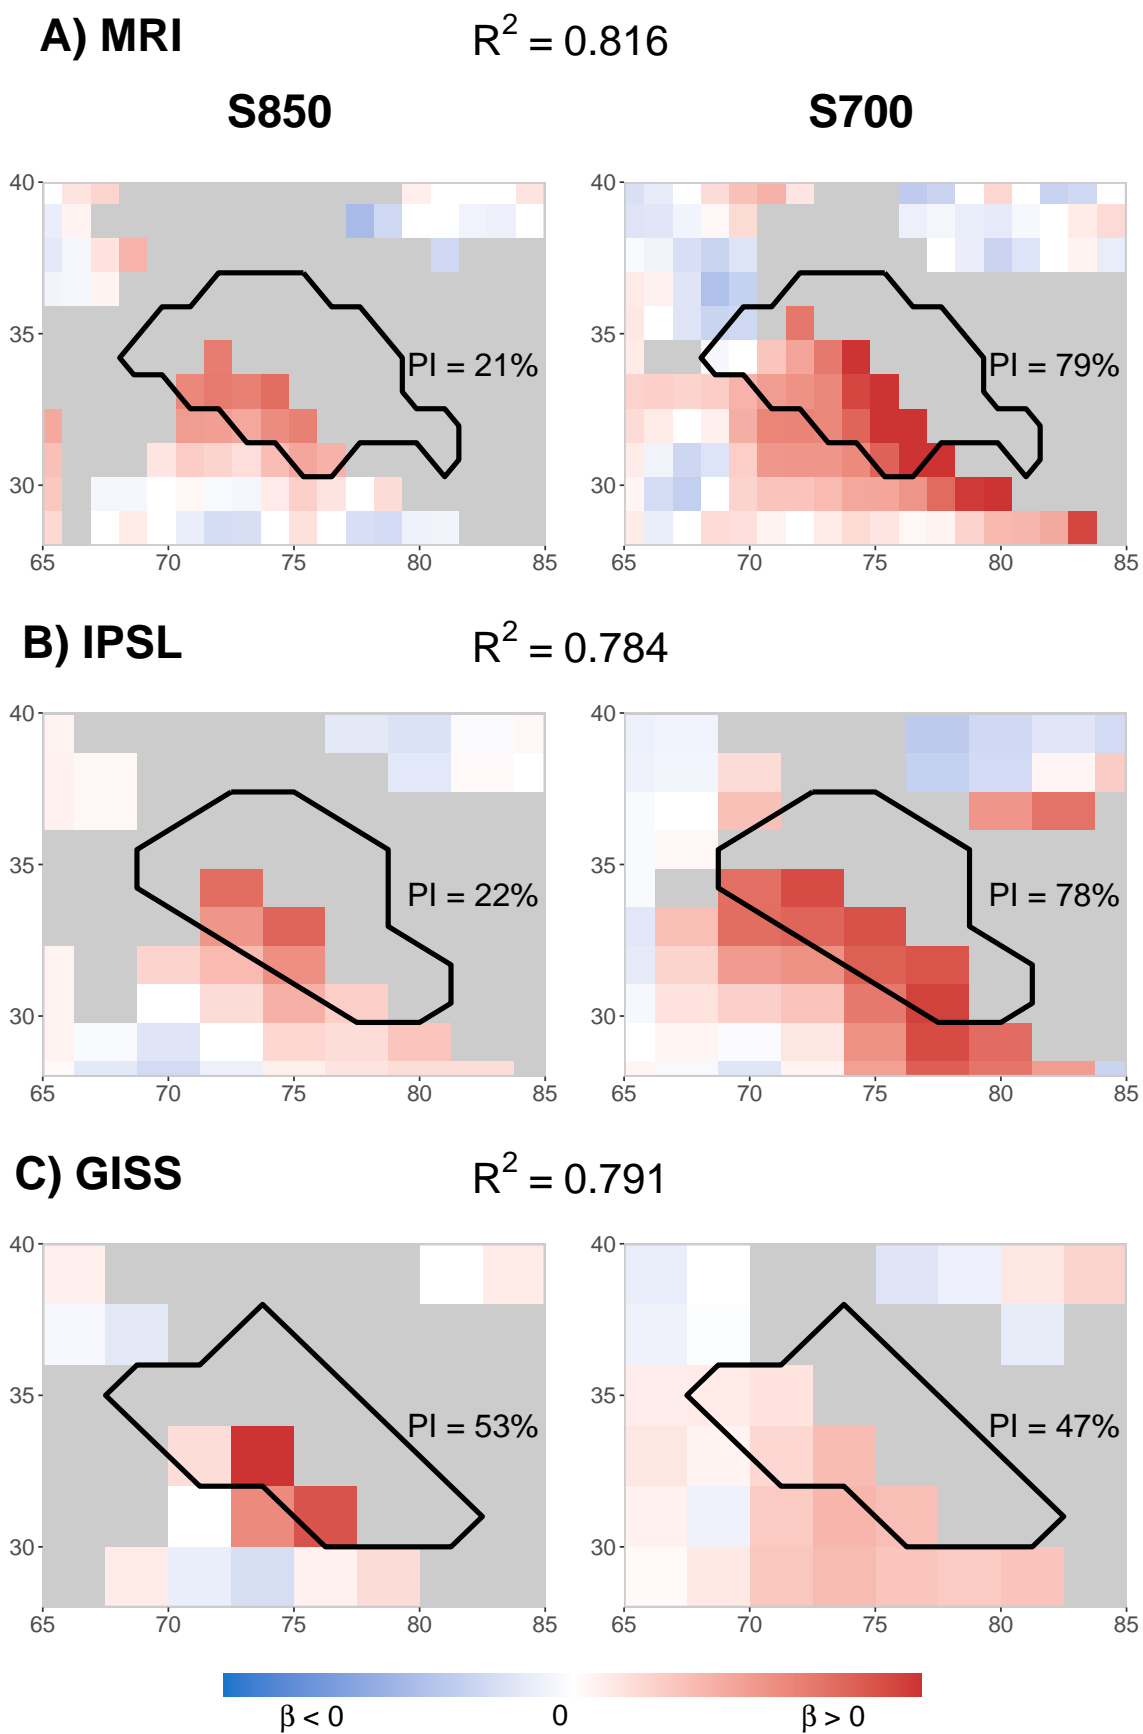 A) MRI
R² = 0.816
S850
S700
40
35
30
65 70 75 80 85
PI = 21%
40
35
30
65 70 75 80 85
PI = 79%
B) IPSL
R² = 0.784
40
35
30
65 70 75 80 85
PI = 22%
40
35
30
65 70 75 80 85
PI = 78%
C) GISS
R² = 0.791
40
35
30
65 70 75 80 85
PI = 53%
40
35
30
65 70 75 80 85
PI = 47%
β < 0 0 β > 0